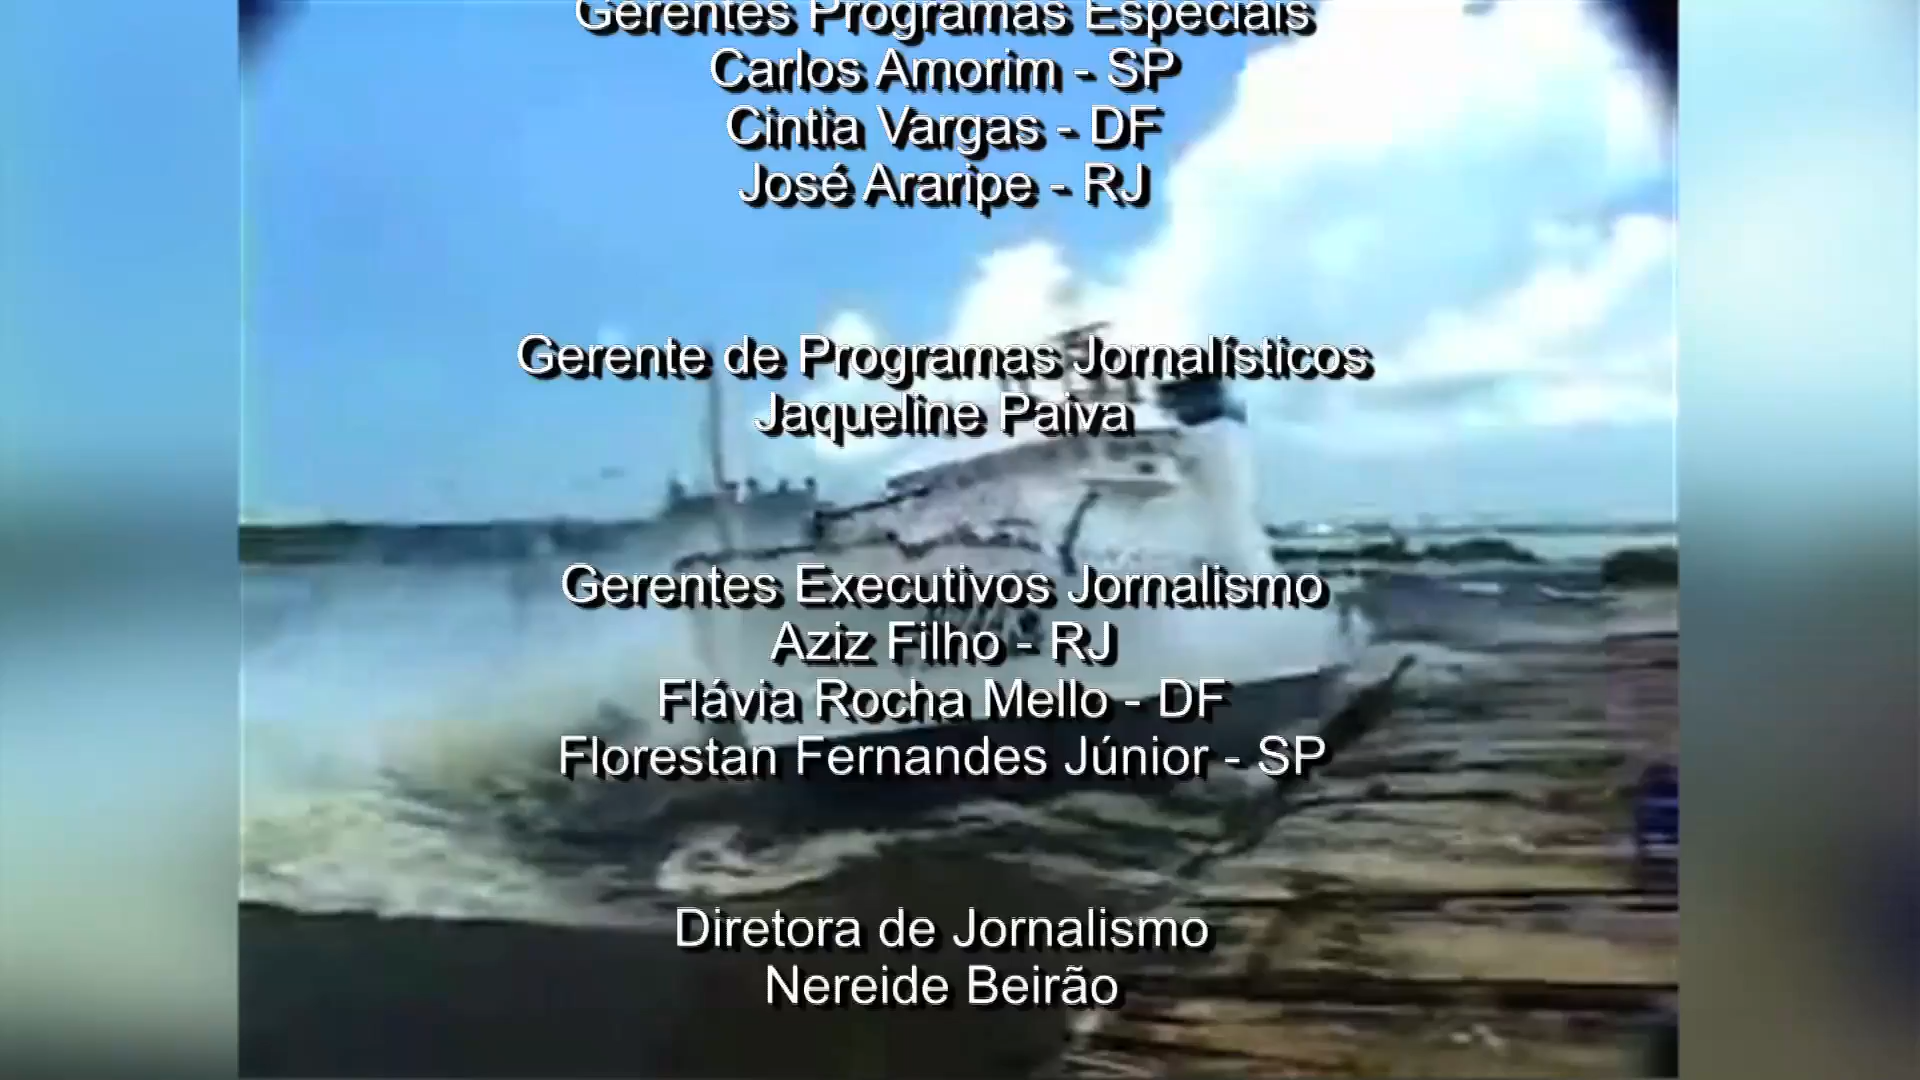 Gerentes Programas Especiais
Carlos Amorim - SP
Cintia Vargas - DF
José Araripe - RJ
Gerente de Programas Jornalísticos
Jaqueline Paiva
Gerentes Executivos Jornalismo
Aziz Filho - RJ
Flávia Rocha Mello - DF
Florestan Fernandes Júnior - SP
Diretora de Jornalismo
Nereide Beirão